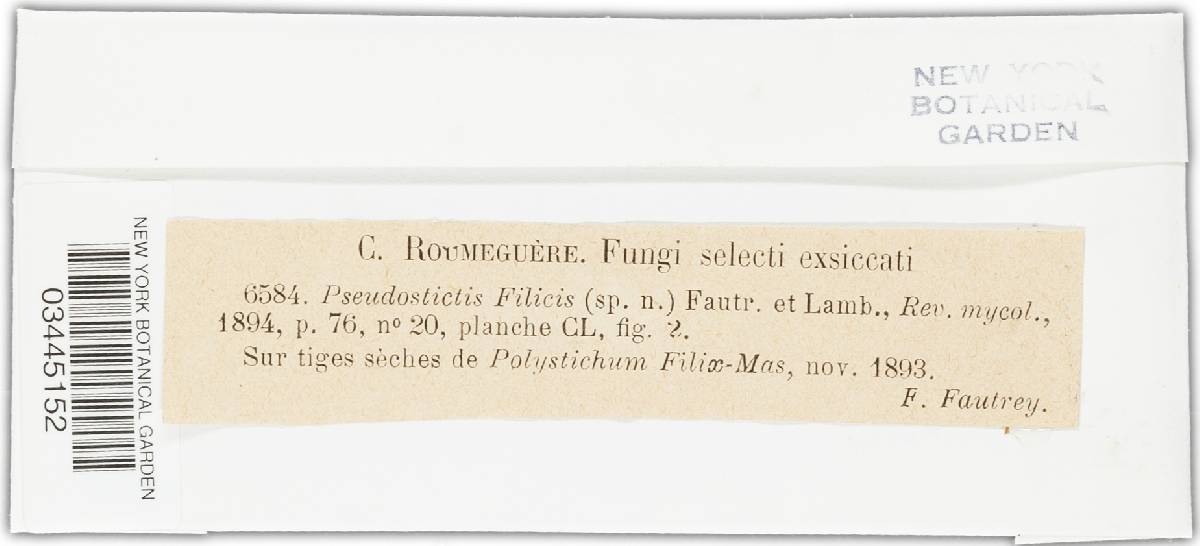 NEW YORK
BOTANICAL
GARDEN
C. ROUMEGUÈRE. Fungi selecti exsiccati
6584. Pseudostictis Filicis (sp. n.) Fautr. et Lamb., Rev. mycol.,
1894, p. 76, nº 20, planche CL, fig. 2.
Sur tiges sèches de Polystichum Filix-Mas, nov. 1893.
F. Fautrey.
NEW YORK BOTANICAL GARDEN
03445152